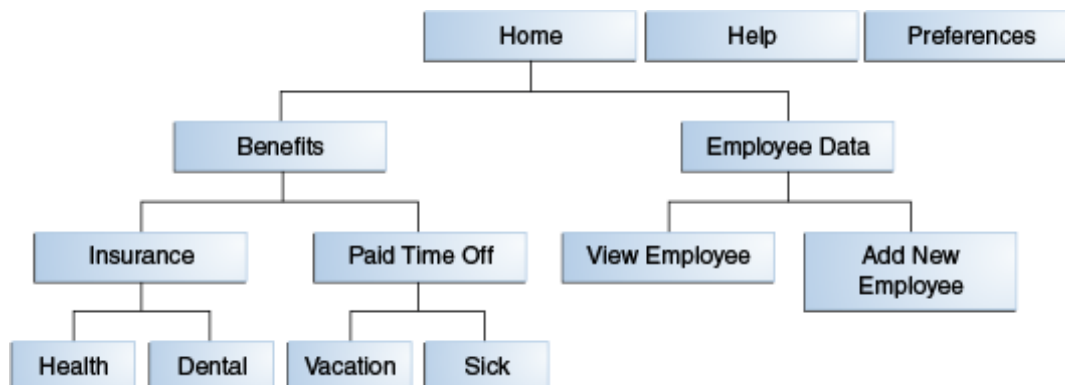 Home
Help
Preferences
Benefits
Employee Data
Insurance
Paid Time Off
View Employee
Add New
Employee
Health
Dental
Vacation
Sick